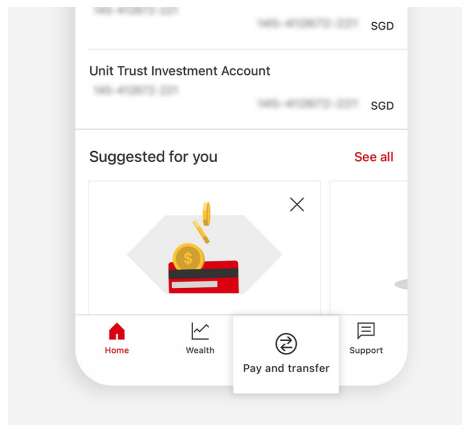 SGD
Unit Trust Investment Account
SGD
Suggested for you
See all
$
Home
Wealth
Pay and transfer
Support